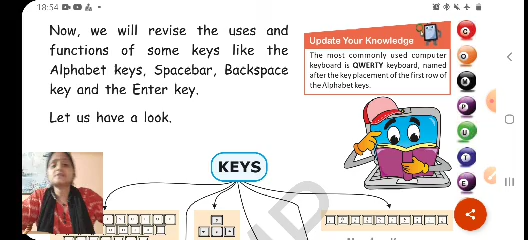 18:54
Now, we will revise the uses and
functions of some keys like the
Alphabet keys, Spacebar, Backspace
key and the Enter key.
Let us have a look.
Update Your Knowledge
The most commonly used computer
keyboard is QWERTY keyboard, named
after the key placement of the first row of
the Alphabet keys.
C
O
M
P
U
T
E
KEYS